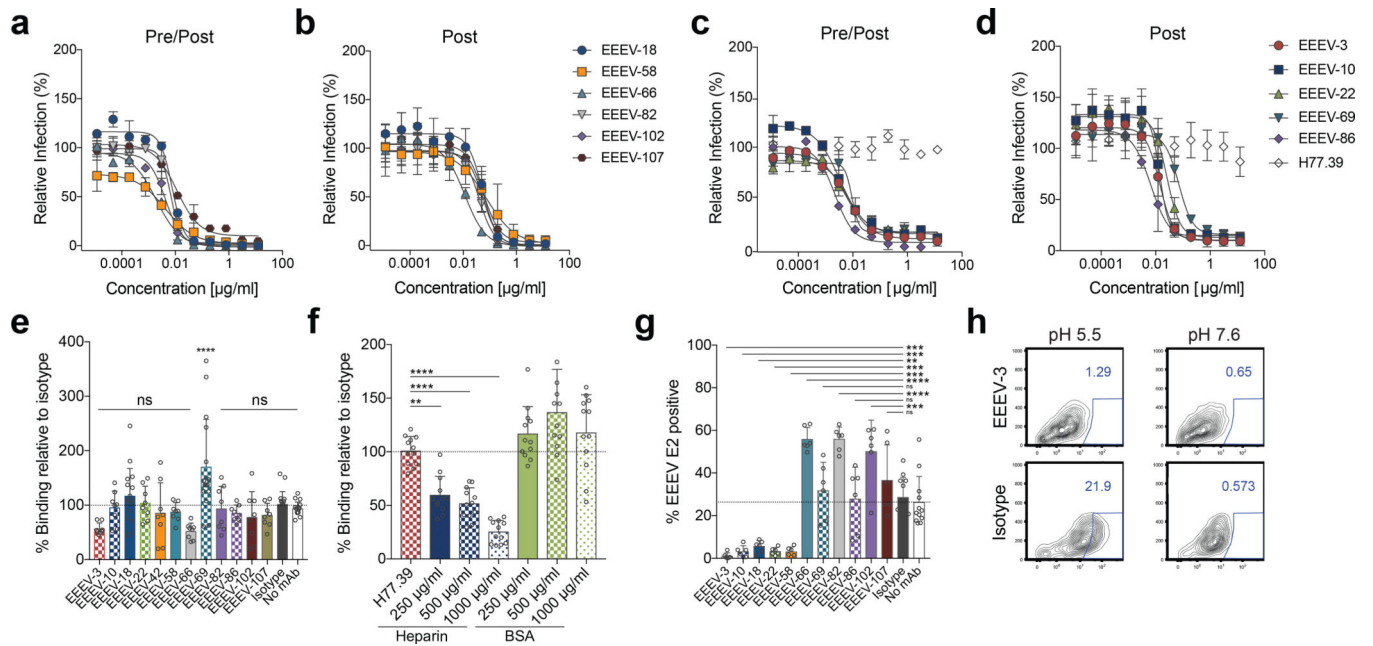 a
Pre/Post
Relative Infection (%)
200
150
100
50
0
0.0001
0.01
1
100
Concentration [µg/ml]
b
Post
Relative Infection (%)
200
150
100
50
0
0.0001
0.01
1
100
Concentration [µg/ml]
EEEV-18
EEEV-58
EEEV-66
EEEV-82
EEEV-102
EEEV-107
c
Pre/Post
Relative Infection (%)
200
150
100
50
0
0.0001
0.01
1
100
Concentration [µg/ml]
d
Post
Relative Infection (%)
200
150
100
50
0
0.0001
0.01
1
100
Concentration [µg/ml]
EEEV-3
EEEV-10
EEEV-22
EEEV-69
EEEV-86
H77.39
e
% Binding relative to isotype
400
300
200
100
0
ns
****
ns
EEEV-3
EEEV-10
EEEV-18
EEEV-22
EEEV-42
EEEV-58
EEEV-66
EEEV-69
EEEV-82
EEEV-86
EEEV-102
EEEV-107
Isotype
No mAb
f
% Binding relative to isotype
200
150
100
50
0
****
****
**
H77.39
250 µg/ml
500 µg/ml
1000 µg/ml
250 µg/ml
500 µg/ml
1000 µg/ml
Heparin
BSA
g
% EEEV E2 positive
100
80
60
40
20
0
***
***
**
***
***
****
ns
****
ns
***
ns
EEEV-3
EEEV-10
EEEV-18
EEEV-22
EEEV-58
EEEV-66
EEEV-69
EEEV-82
EEEV-86
EEEV-102
EEEV-107
Isotype
No mAb
h
pH 5.5
pH 7.6
EEEV-3
1.29
0.65
Isotype
21.9
0.573